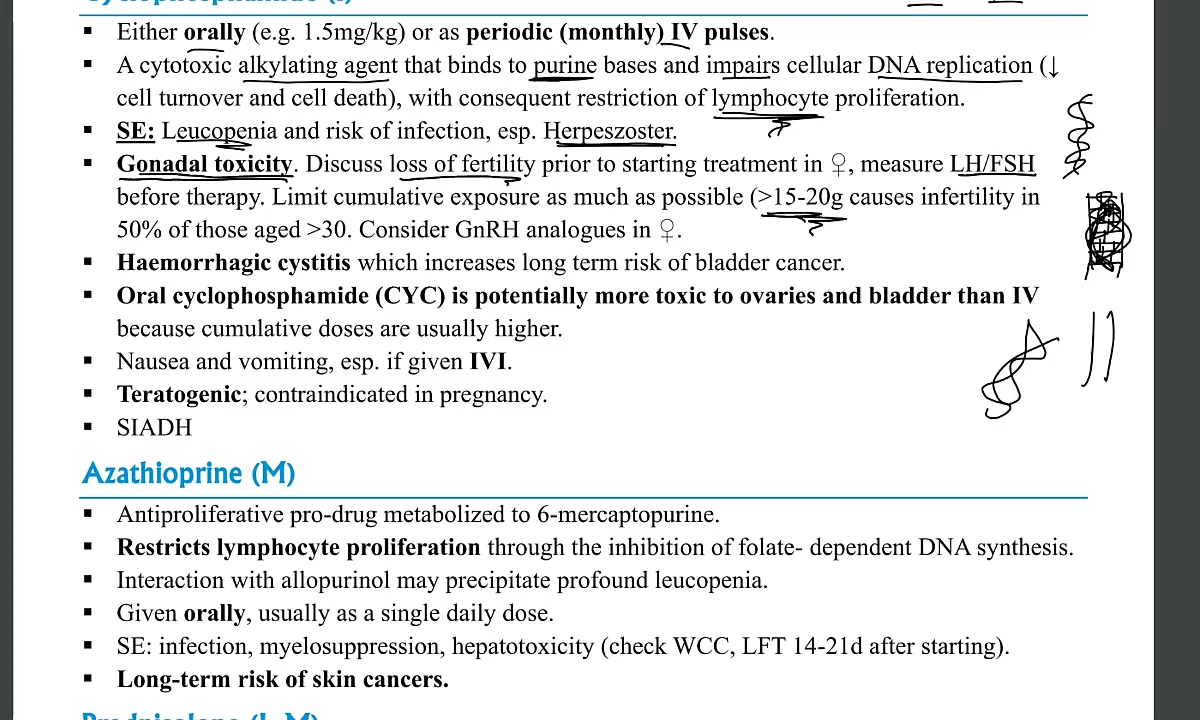 Either orally (e.g. 1.5mg/kg) or as periodic (monthly) IV pulses.
A cytotoxic alkylating agent that binds to purine bases and impairs cellular DNA replication (↓
cell turnover and cell death), with consequent restriction of lymphocyte proliferation.
SE: Leucopenia and risk of infection, esp. Herpeszoster.
Gonadal toxicity. Discuss loss of fertility prior to starting treatment in ♀, measure LH/FSH
before therapy. Limit cumulative exposure as much as possible (>15-20g causes infertility in
50% of those aged >30. Consider GnRH analogues in ♀.
Haemorrhagic cystitis which increases long term risk of bladder cancer.
Oral cyclophosphamide (CYC) is potentially more toxic to ovaries and bladder than IV
because cumulative doses are usually higher.
Nausea and vomiting, esp. if given IVI.
Teratogenic; contraindicated in pregnancy.
SIADH
Azathioprine (M)
Antiproliferative pro-drug metabolized to 6-mercaptopurine.
Restricts lymphocyte proliferation through the inhibition of folate- dependent DNA synthesis.
Interaction with allopurinol may precipitate profound leucopenia.
Given orally, usually as a single daily dose.
SE: infection, myelosuppression, hepatotoxicity (check WCC, LFT 14-21d after starting).
Long-term risk of skin cancers.